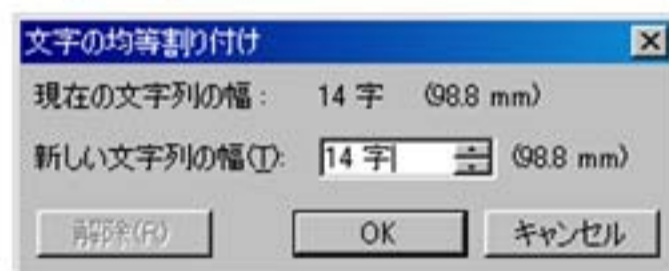 文字の均等割り付け
現在の文字列の幅： 14 字 (98.8 mm)
新しい文字列の幅(T): 14 字 (98.8 mm)
解除(R) OK キャンセル